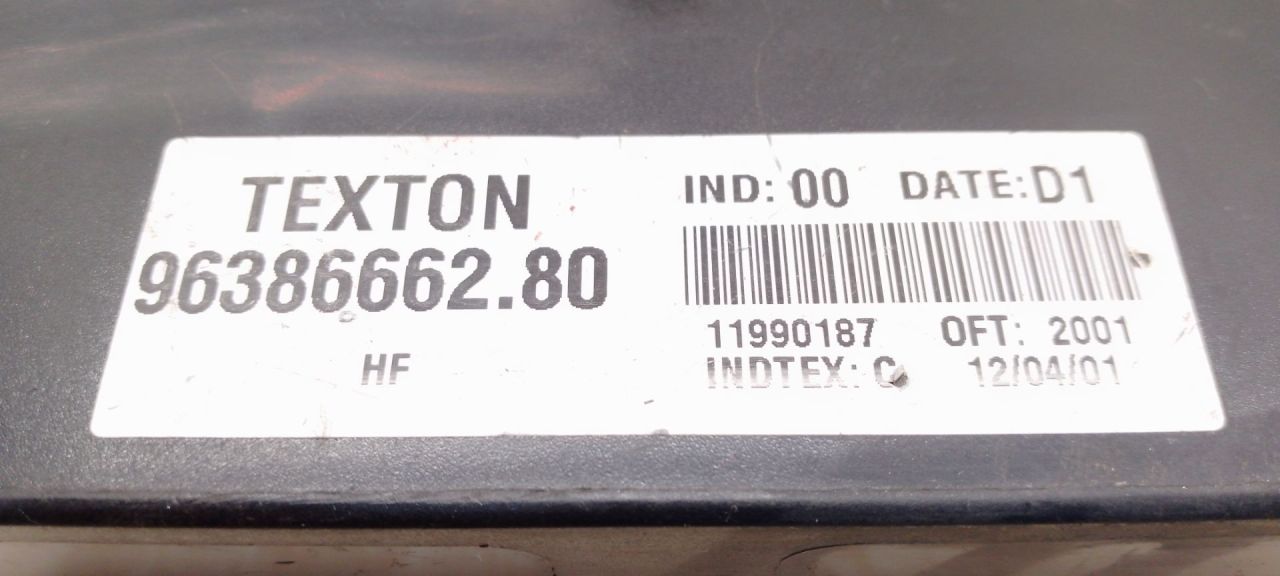 TEXTON
96386662.80
HF
IND: 00 DATE: D1
11990187 OFT: 2001
INDTEX: C 12/04/01